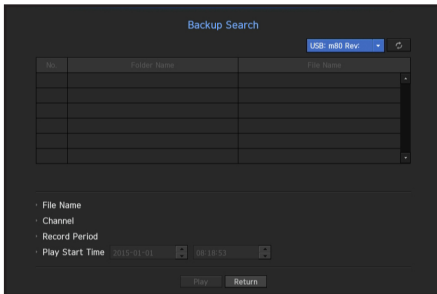 Backup Search
USB: m80 Rev:
No. Folder Name File Name
File Name
Channel
Record Period
Play Start Time 2015-01-01 09:19:53
Play Return